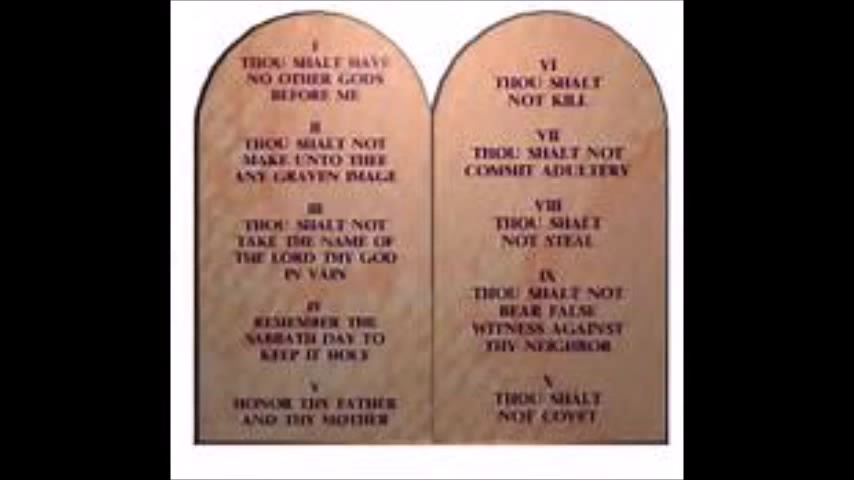 I
THOU SHALT HAVE
NO OTHER GODS
BEFORE ME
II
THOU SHALT NOT
MAKE UNTO THEE
ANY GRAVEN IMAGE
III
THOU SHALT NOT
TAKE THE NAME OF
THE LORD THY GOD
IN VAIN
IV
REMEMBER THE
SABBATH DAY TO
KEEP IT HOLY
V
HONOR THY FATHER
AND THY MOTHER
VI
THOU SHALT
NOT KILL
VII
THOU SHALT NOT
COMMIT ADULTERY
VIII
THOU SHALT
NOT STEAL
IX
THOU SHALT NOT
BEAR FALSE
WITNESS AGAINST
THY NEIGHBOR
X
THOU SHALT
NOT COVET